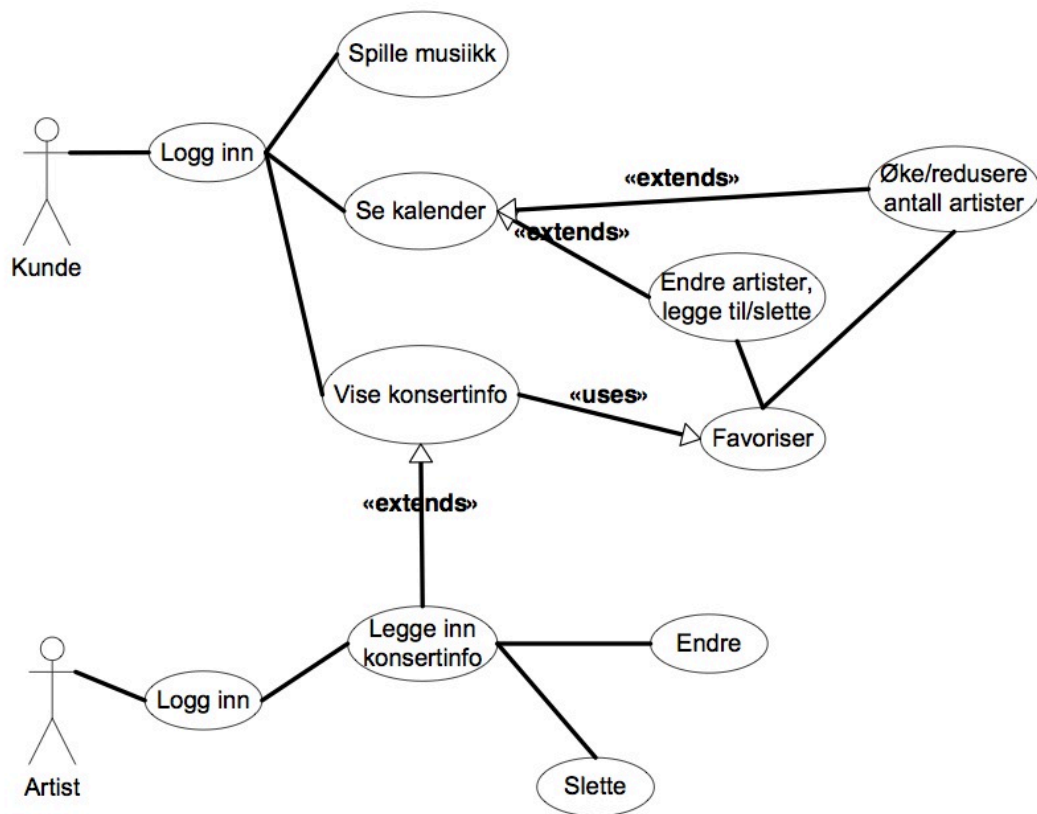 Spille musiikk
Logg inn
Kunde
Se kalender
«extends»
«extends»
Øke/redusere
antall artister
Endre artister,
legge til/slette
Vise konsertinfo
«uses»
Favoriser
«extends»
Legge inn
konsertinfo
Endre
Logg inn
Artist
Slette